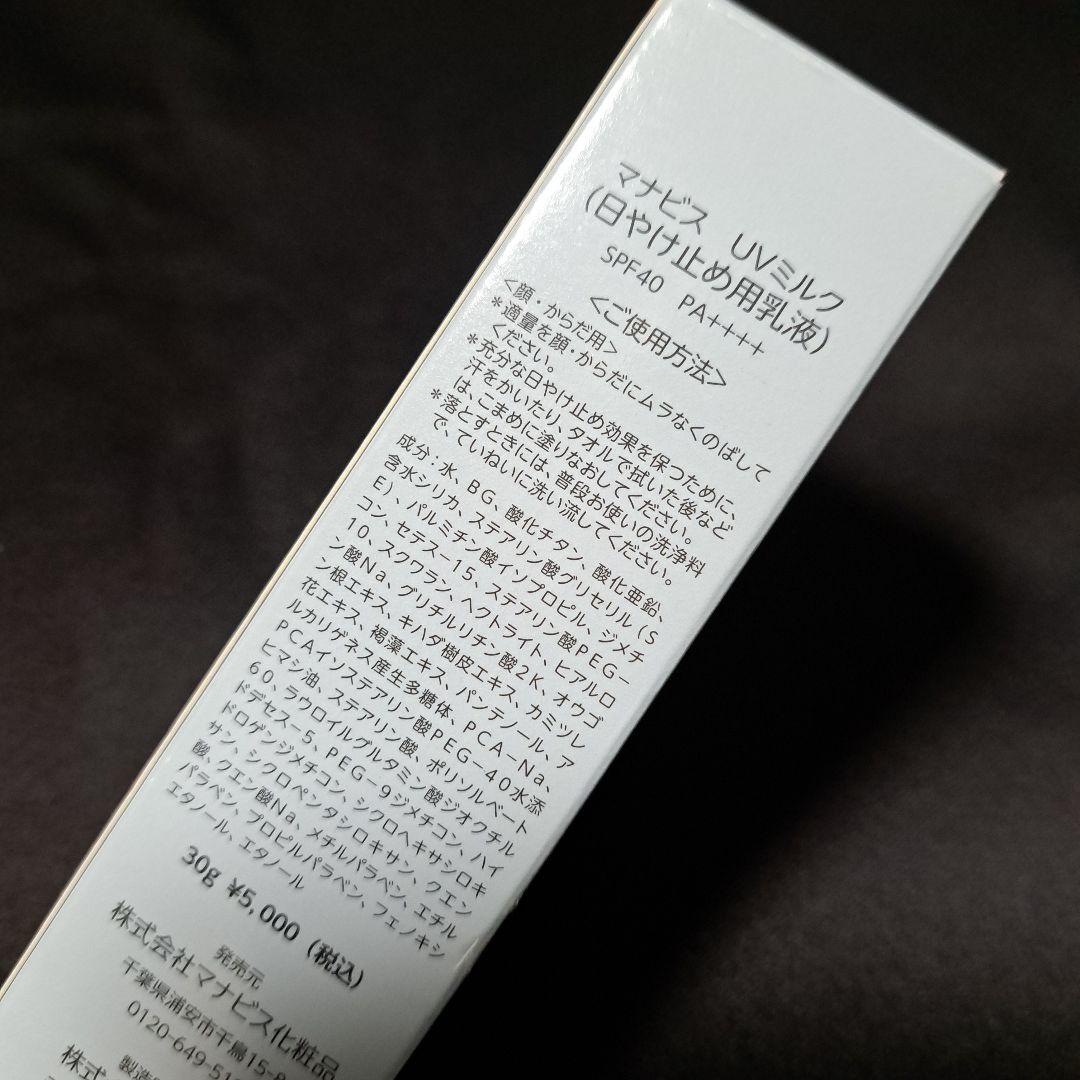 マナビス UVミルク
(日やけ止め用乳液)
SPF40 PA++++
<ご使用方法>
<顔・からだ用>
*適量を顔・からだにムラなくのばして
ください。
*充分な日やけ止め効果を保つために、
汗をかいたり、タオルで拭いた後など
は、こまめに塗りなおしてください。
*落とすときには、普段お使いの洗浄料
で、ていねいに洗い流してください。
成分:水、BG、酸化チタン、酸化亜鉛、
含水シリカ、ステアリン酸グリセリル(S
E)、パルミチン酸イソプロピル、ジメチ
コン、セテス-15、ステアリン酸PEG-
10、スクワラン、ヘクトライト、ヒアルロ
ン酸Na、グリチルリチン酸2K、オウゴ
ン根エキス、キハダ樹皮エキス、カミツレ
花エキス、褐藻エキス、パンテノール、ア
ルカリゲネス産生多糖体、PCA-Na、
PCAイソステアリン酸PEG-40水添
ヒマシ油、ステアリン酸、ポリソルベート
60、ラウロイルグルタミン酸ジオクチル
ドデセス-5、PEG-9ジメチコン、ハイ
ドロゲンジメチコン、シクロヘキサシロキ
サン、シクロペンタシロキサン、クエン
酸、クエン酸Na、メチルパラベン、エチル
パラベン、プロピルパラベン、フェノキシ
エタノール、エタノール
30g ¥5,000 (税込)
発売元
株式会社マナビス化粧品
千葉県浦安市千鳥15-8
0120-649-51
製造
株式